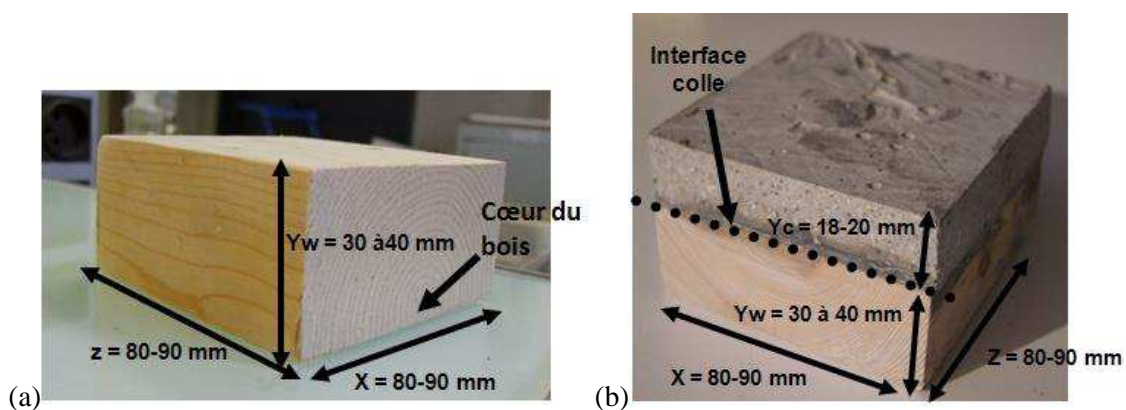 Cœur du
bois
Yw = 30 à40 mm
z = 80-90 mm
X = 80-90 mm
(a)
Interface
colle
Yc = 18-20 mm
Yw = 30 à 40 mm
X = 80-90 mm
Z = 80-90 mm
(b)